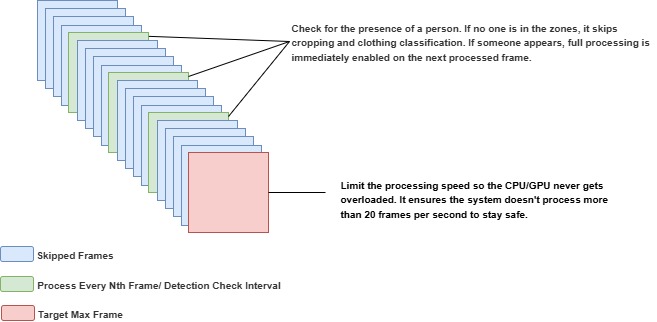 Check for the presence of a person. If no one is in the zones, it skips
cropping and clothing classification. If someone appears, full processing is
immediately enabled on the next processed frame.
Limit the processing speed so the CPU/GPU never gets
overloaded. It ensures the system doesn't process more
than 20 frames per second to stay safe.
Skipped Frames
Process Every Nth Frame/ Detection Check Interval
Target Max Frame